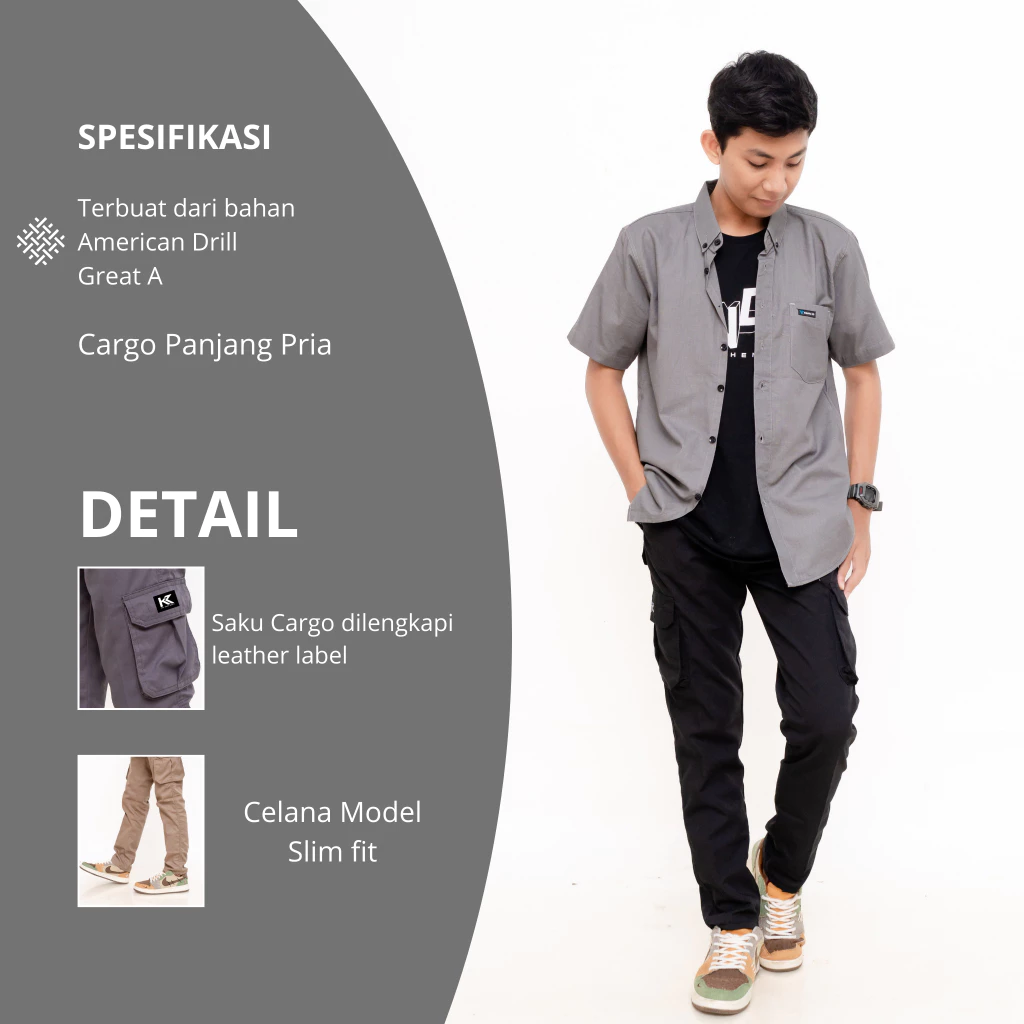 SPESIFIKASI
Terbuat dari bahan
American Drill
Great A
Cargo Panjang Pria
DETAIL
Saku Cargo dilengkapi
leather label
Celana Model
Slim fit